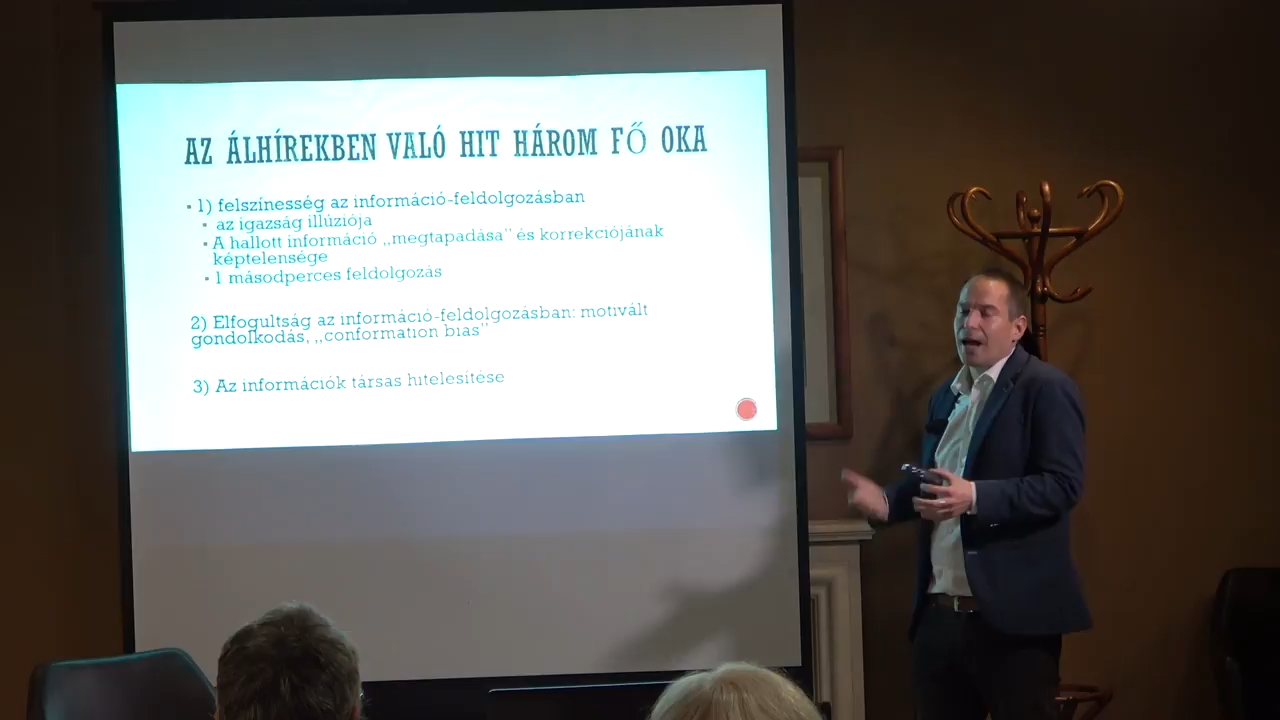 AZ ÁLHÍREKBEN VALÓ HIT HÁROM FŐ OKA
▪ 1) felszínesség az információ-feldolgozásban
▪ az igazság illúziója
▪ A hallott információ „megtapadása” és korrekciójának
képtelensége
▪ 1 másodperces feldolgozás
2) Elfogultság az információ-feldolgozásban: motivált
gondolkodás, „conformation bias”
3) Az információk társas hitelesítése